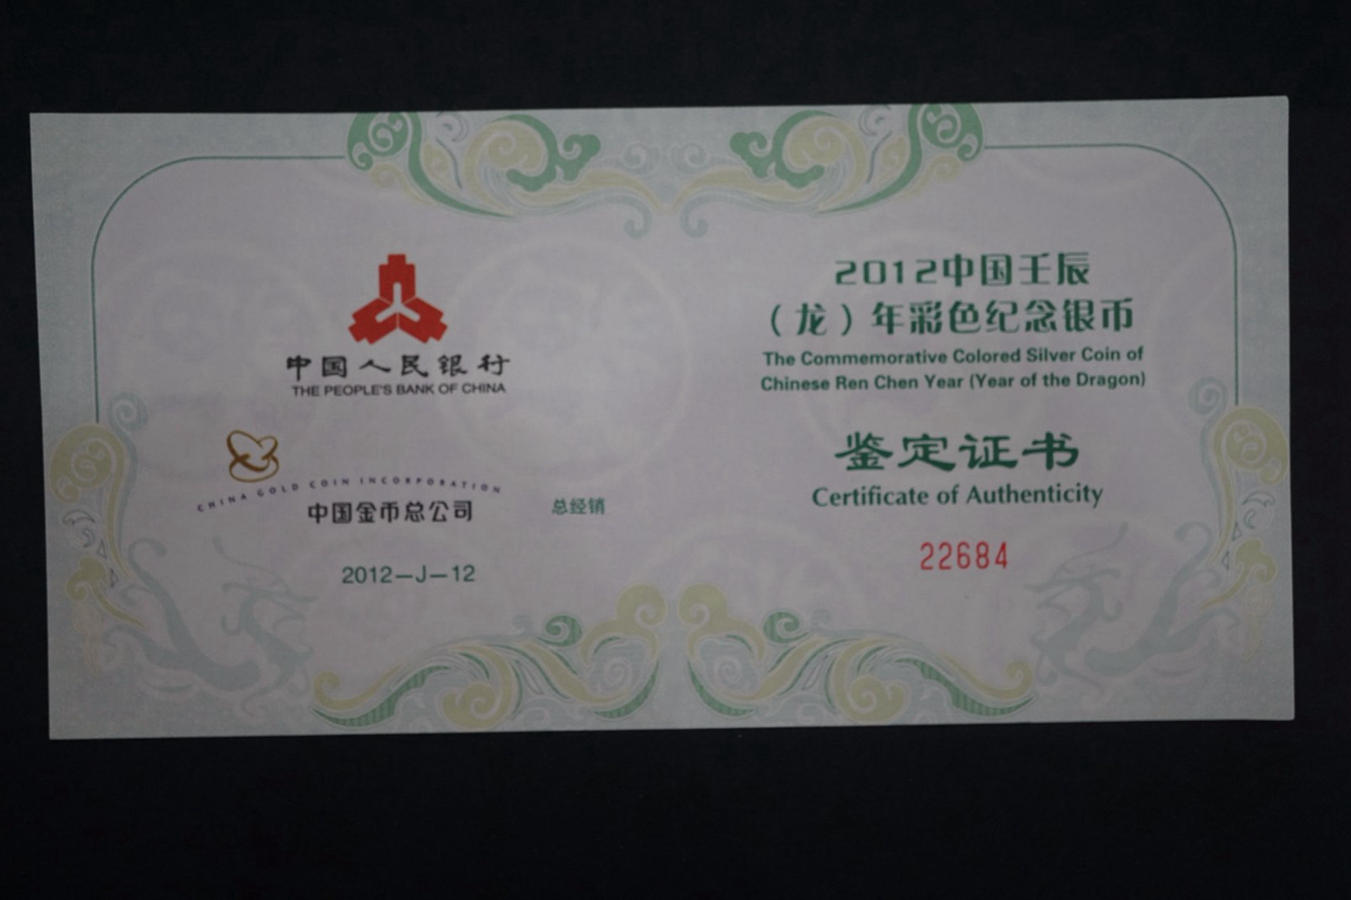 中国人民银行
THE PEOPLE'S BANK OF CHINA
CHINA GOLD COIN INCORPORATION
中国金币总公司
总经销
2012—J—12
2012中国壬辰
（龙）年彩色纪念银币
The Commemorative Colored Silver Coin of
Chinese Ren Chen Year (Year of the Dragon)
鉴定证书
Certificate of Authenticity
22684